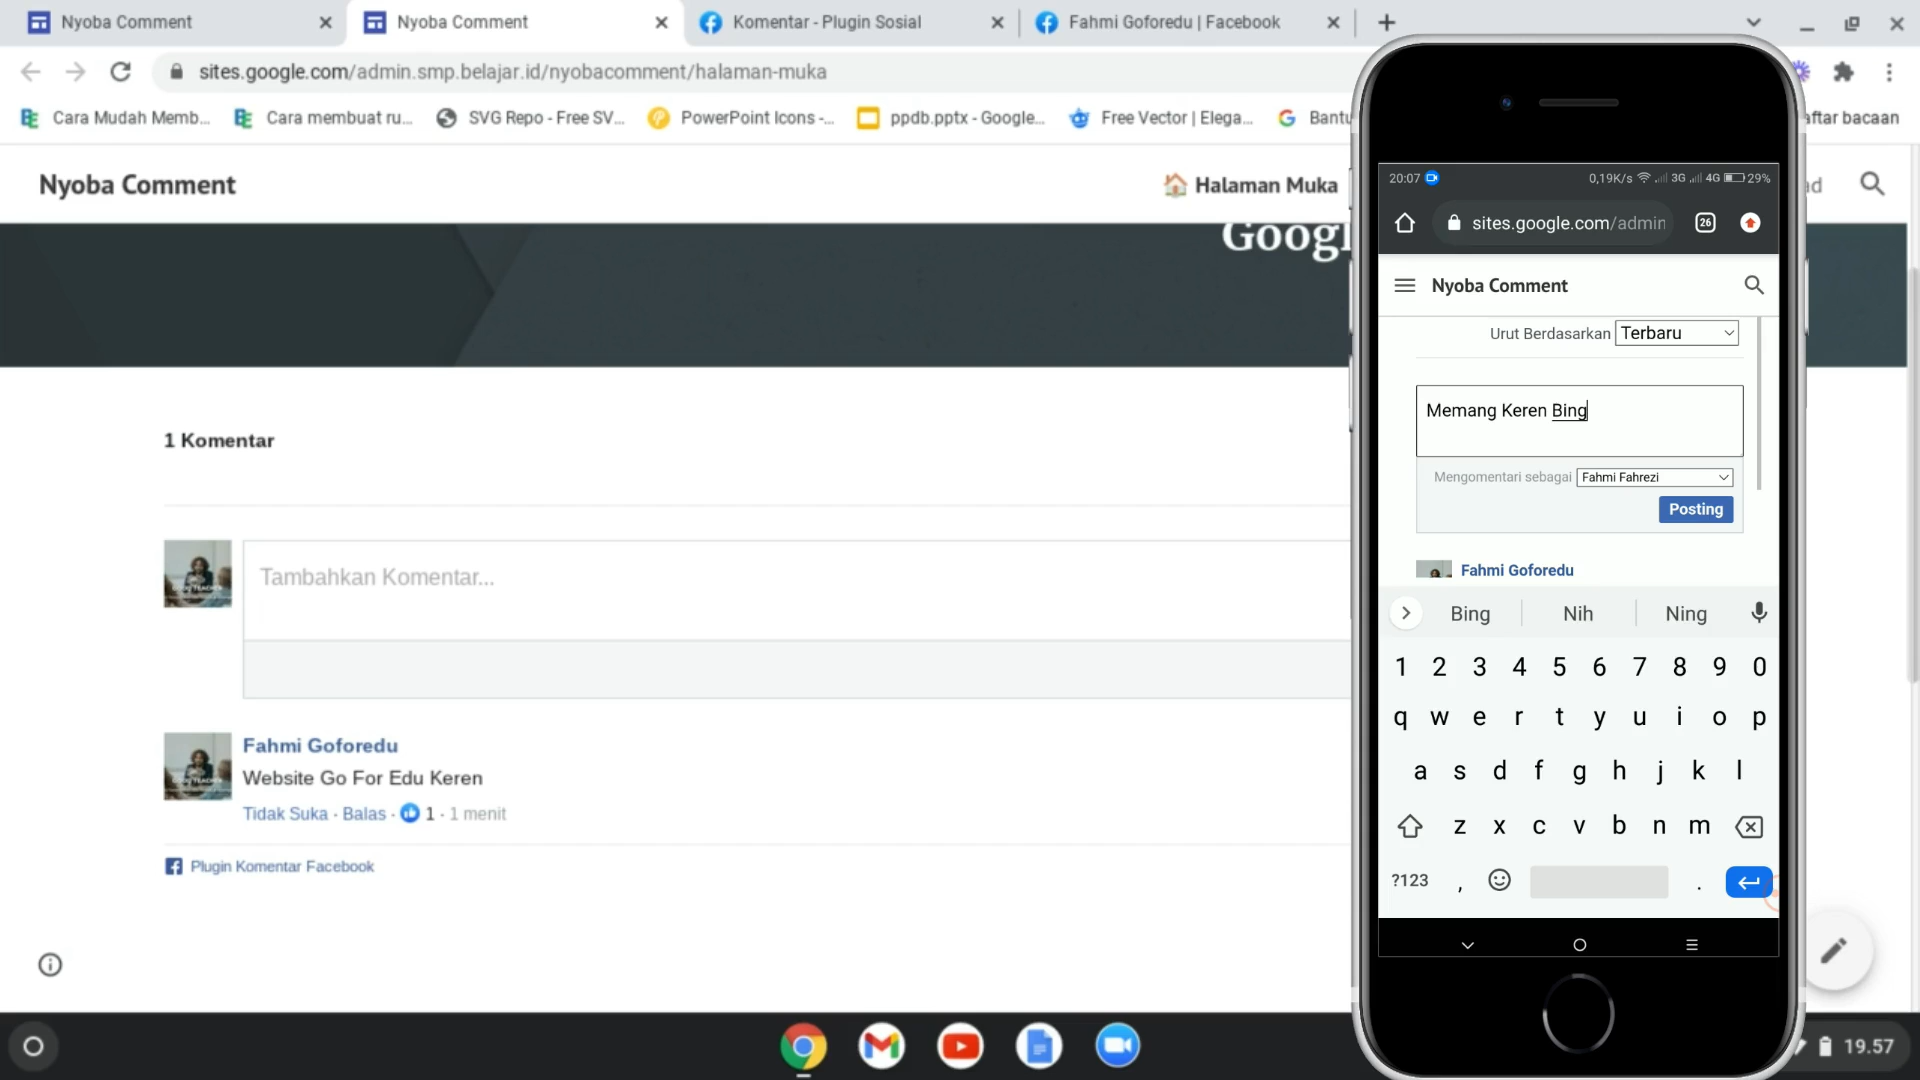 Nyoba Comment
Nyoba Comment
Komentar - Plugin Sosial
Fahmi Goforedu | Facebook
sites.google.com/admin.smp.belajar.id/nyobacomment/halaman-muka
Cara Mudah Memb...
Cara membuat ru...
SVG Repo - Free SV...
PowerPoint Icons -...
ppdb.pptx - Google...
Free Vector | Elega...
Bantu
aftar bacaan
Nyoba Comment
Halaman Muka
Googl
1 Komentar
Tambahkan Komentar...
Fahmi Goforedu
Website Go For Edu Keren
Tidak Suka · Balas · 1 · 1 menit
Plugin Komentar Facebook
19.57
20:07
0,19K/s 3G 4G 29%
sites.google.com/admin
26
Nyoba Comment
Urut Berdasarkan Terbaru
Memang Keren Bing
Mengomentari sebagai Fahmi Fahrezi
Posting
Fahmi Goforedu
Bing Nih Ning
1 2 3 4 5 6 7 8 9 0
q w e r t y u i o p
a s d f g h j k l
z x c v b n m
?123 , .